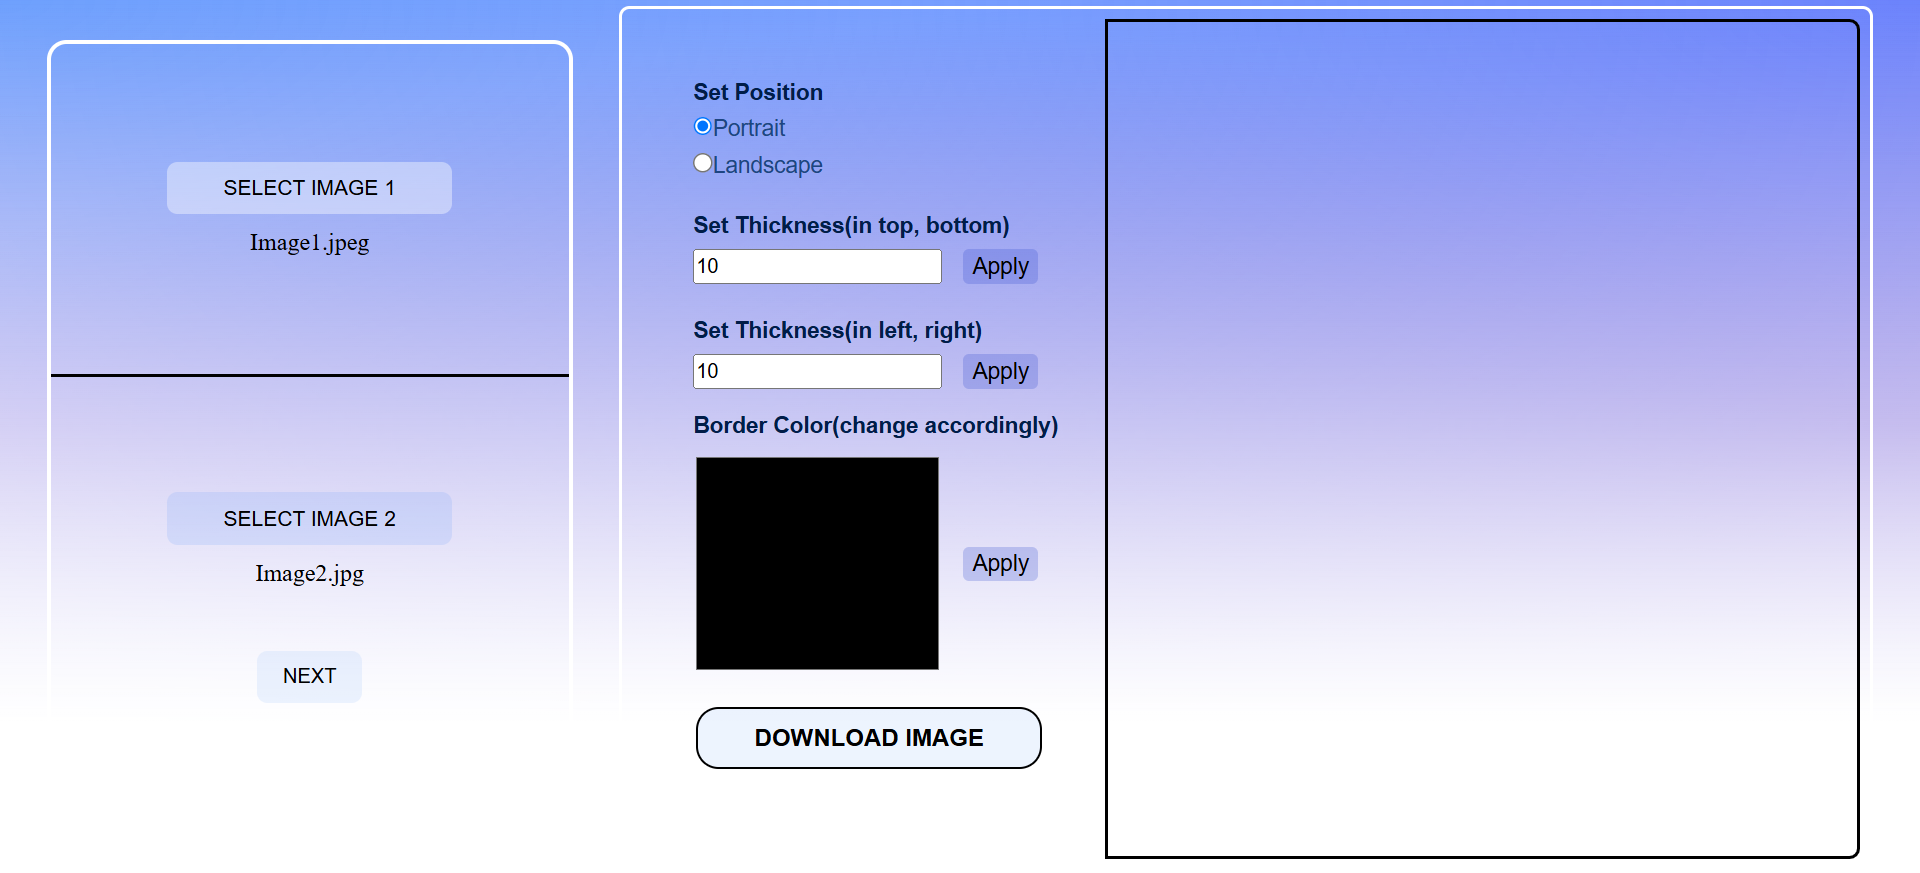 SELECT IMAGE 1
Image1.jpeg
SELECT IMAGE 2
Image2.jpg
NEXT
Set Position
Portrait
Landscape
Set Thickness(in top, bottom)
10 Apply
Set Thickness(in left, right)
10 Apply
Border Color(change accordingly)
Apply
DOWNLOAD IMAGE